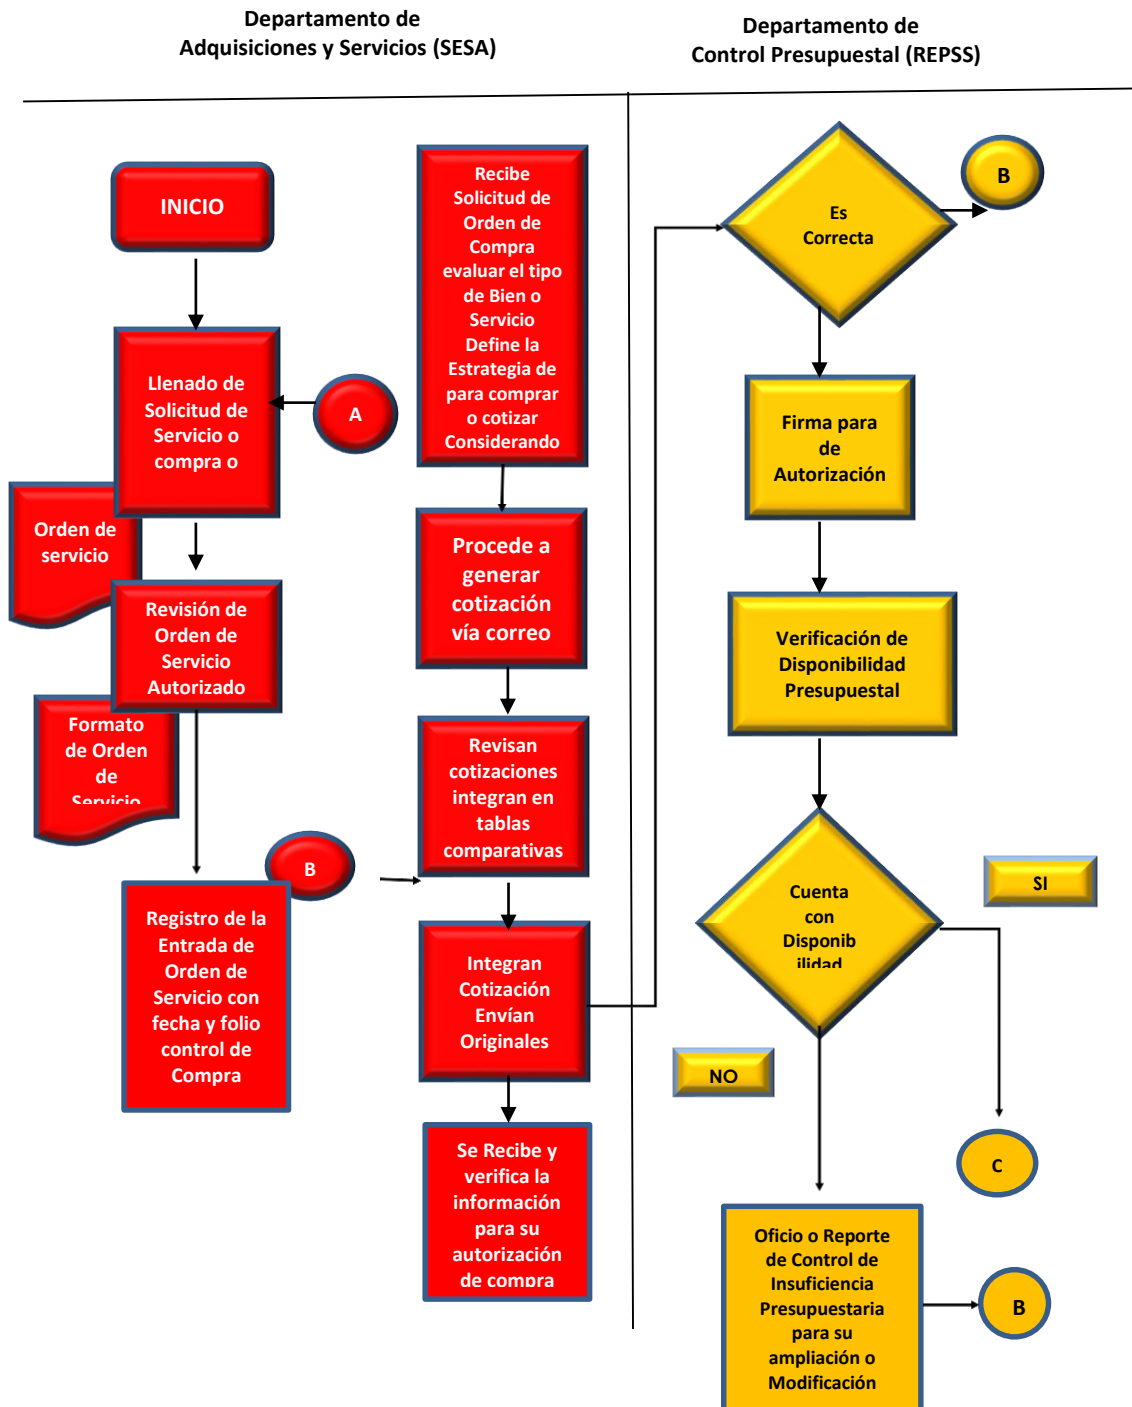 Departamento de
Adquisiciones y Servicios (SESA)
Departamento de
Control Presupuestal (REPSS)
INICIO
Llenado de
Solicitud de
Servicio o
compra o
A
Orden de
servicio
Revisión de
Orden de
Servicio
Autorizado
Formato
de Orden
de
Servicio
B
Registro de la
Entrada de
Orden de
Servicio con
fecha y folio
control de
Compra
Recibe
Solicitud de
Orden de
Compra
evaluar el tipo
de Bien o
Servicio
Define la
Estrategia de
para comprar
o cotizar
Considerando
Procede a
generar
cotización
vía correo
Revisan
cotizaciones
integran en
tablas
comparativas
Integran
Cotización
Envían
Originales
Se Recibe y
verifica la
información
para su
autorización
de compra
Es
Correcta
B
Firma para
de
Autorización
Verificación de
Disponibilidad
Presupuestal
Cuenta
con
Disponib
ilidad
SI
NO
C
Oficio o Reporte
de Control de
Insuficiencia
Presupuestaria
para su
ampliación o
Modificación
B